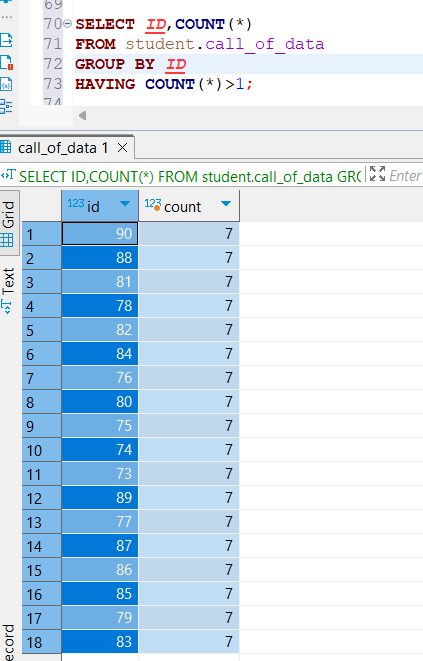 69
70 SELECT ID,COUNT(*)
71 FROM student.call_of_data
72 GROUP BY ID
73 HAVING COUNT(*)>1;
74
call_of_data 1
SELECT ID,COUNT(*) FROM student.call_of_data GRO
Enter
Grid
Text
ecord
123 id 123 count
1 90 7
2 88 7
3 81 7
4 78 7
5 82 7
6 84 7
7 76 7
8 80 7
9 75 7
10 74 7
11 73 7
12 89 7
13 77 7
14 87 7
15 86 7
16 85 7
17 79 7
18 83 7